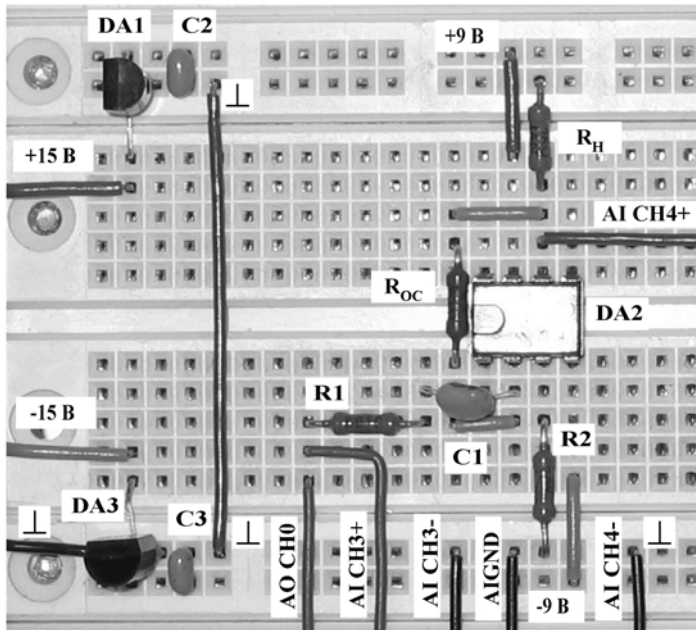 DA1
C2
+9 В
⊥
R_H
+15 В
AI CH4+
R_OC
DA2
R1
-15 В
R2
C1
DA3
C3
⊥
⊥
AO CH0
AI CH3+
AI CH3-
AIGND
-9 В
AI CH4-
⊥